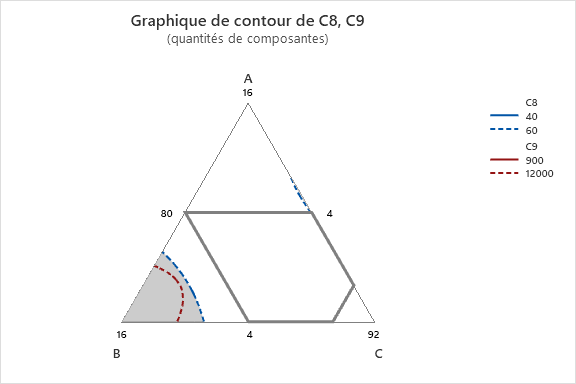 Graphique de contour de C8, C9
(quantités de composantes)
A
16
C8
40
60
C9
900
12000
80
4
16
4
92
B
C